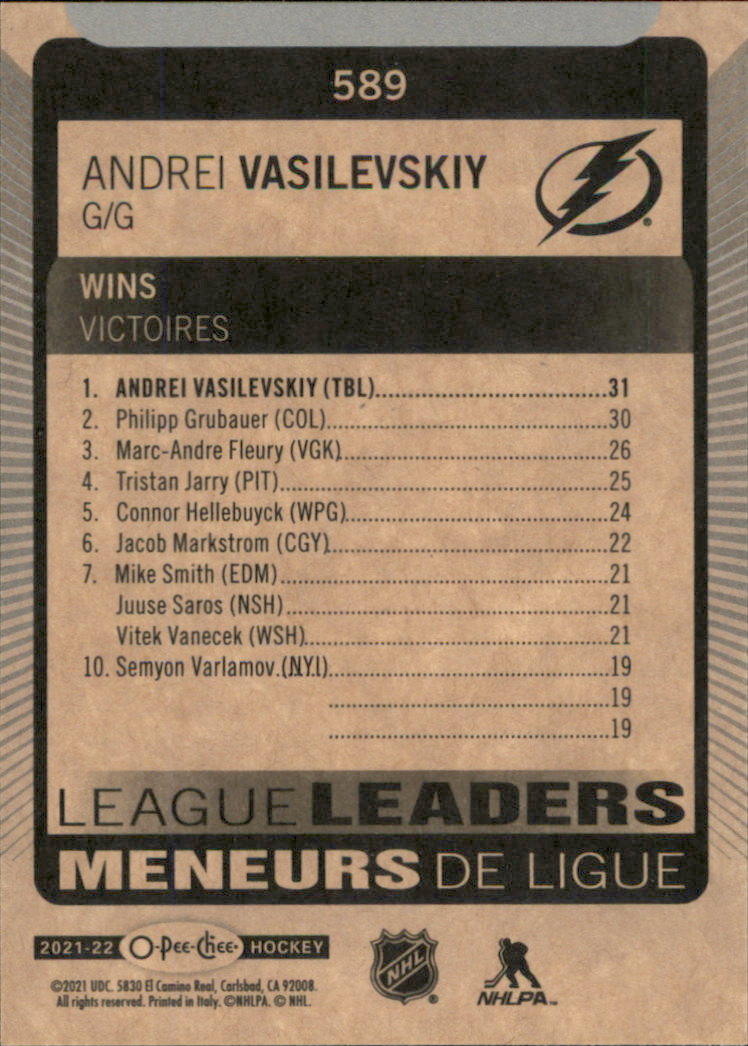 589
ANDREI VASILEVSKIY
G/G
WINS
VICTOIRES
1. ANDREI VASILEVSKIY (TBL)..............................31
2. Philipp Grubauer (COL)..............................30
3. Marc-Andre Fleury (VGK)..............................26
4. Tristan Jarry (PIT)..............................25
5. Connor Hellebuyck (WPG)..............................24
6. Jacob Markstrom (CGY)..............................22
7. Mike Smith (EDM)..............................21
Juuse Saros (NSH)..............................21
Vitek Vanecek (WSH)..............................21
10. Semyon Varlamov.(NYI)..............................19
..............................19
..............................19
LEAGUE LEADERS
MENEURS DE LIGUE
2021-22 O-Pee-Chee HOCKEY
©2021 UDC. 5830 El Camino Real, Carlsbad, CA 92008.
All rights reserved. Printed in Italy. ©NHLPA. © NHL.
NHL ®
NHLPA™